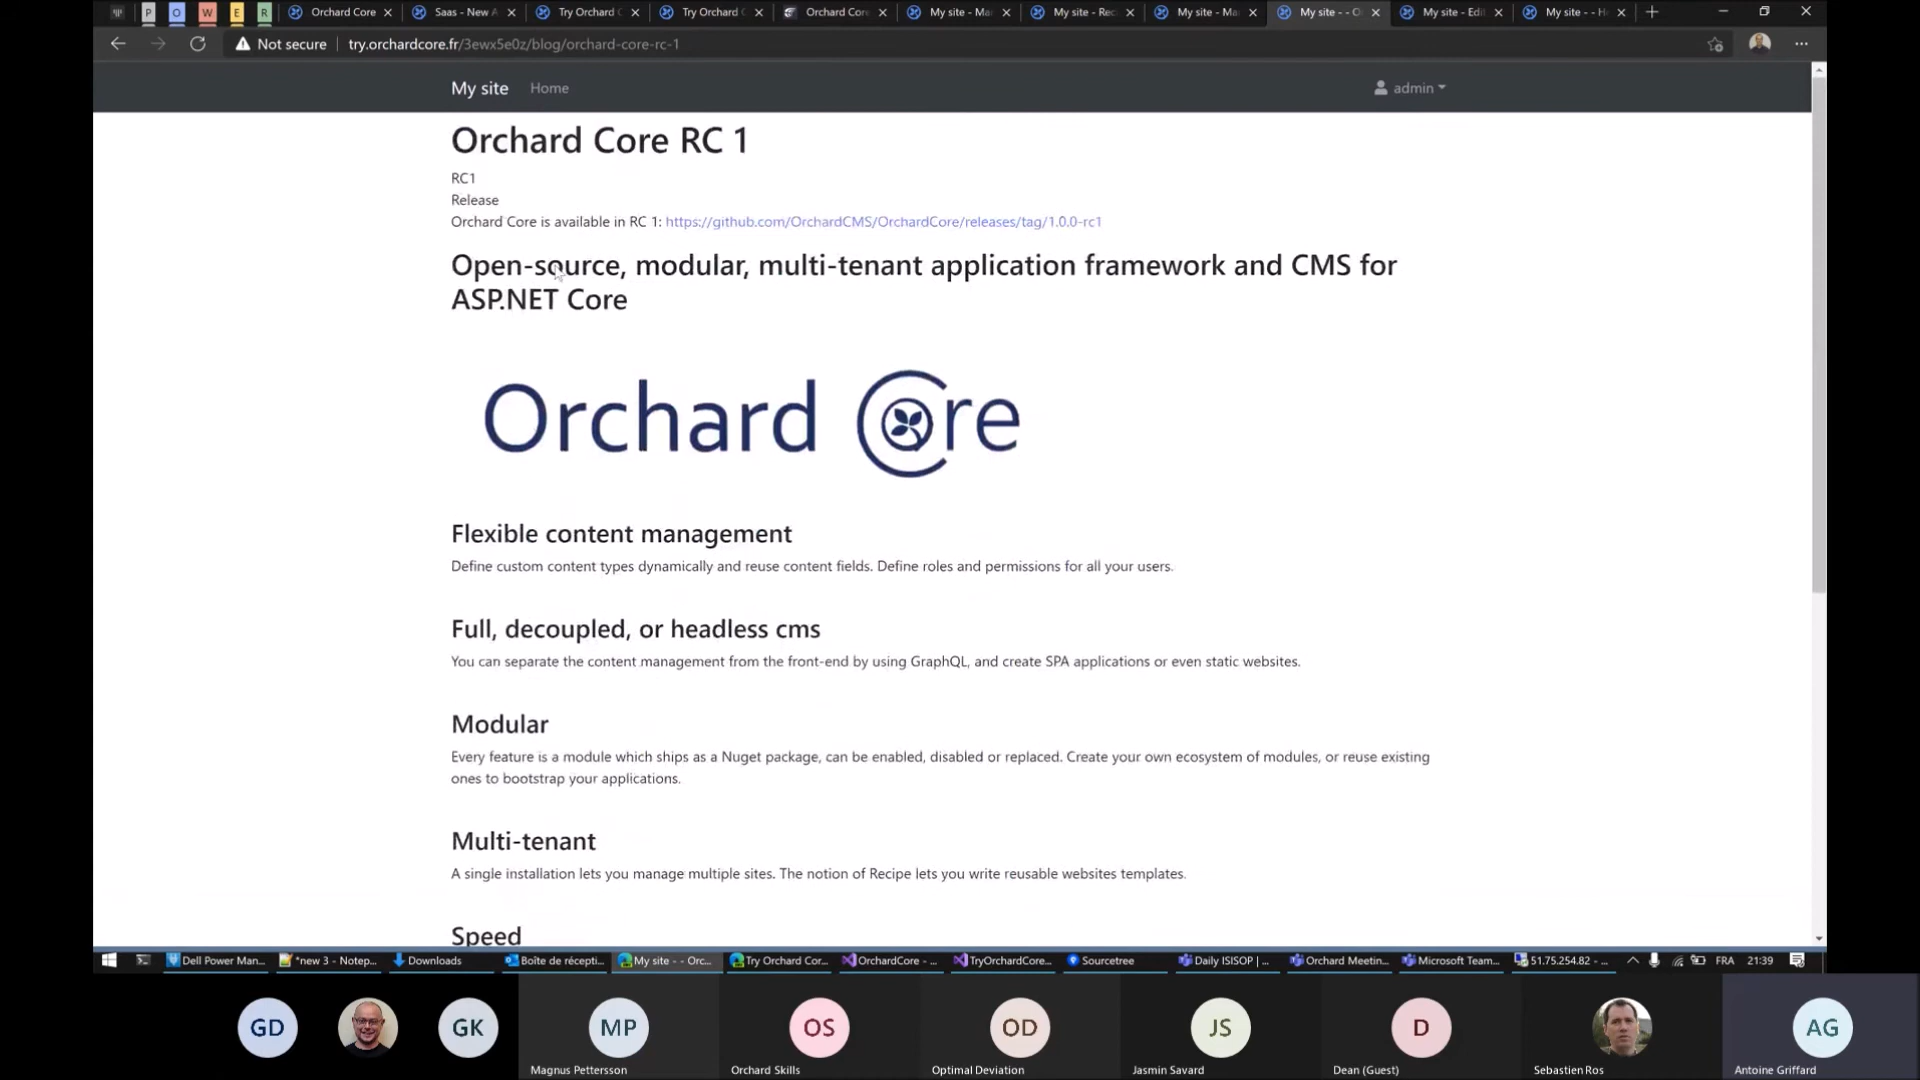 P O W E R Orchard Core Saas - New A Try Orchard C Try Orchard C Orchard Core My site - Ma My site - Rec My site - Ma My site - - O My site - Edit My site - - H
Not secure try.orchardcore.fr/3ewx5e0z/blog/orchard-core-rc-1
My site Home admin
Orchard Core RC 1
RC1
Release
Orchard Core is available in RC 1: https://github.com/OrchardCMS/OrchardCore/releases/tag/1.0.0-rc1
Open-source, modular, multi-tenant application framework and CMS for
ASP.NET Core
Orchard Core
Flexible content management
Define custom content types dynamically and reuse content fields. Define roles and permissions for all your users.
Full, decoupled, or headless cms
You can separate the content management from the front-end by using GraphQL, and create SPA applications or even static websites.
Modular
Every feature is a module which ships as a Nuget package, can be enabled, disabled or replaced. Create your own ecosystem of modules, or reuse existing
ones to bootstrap your applications.
Multi-tenant
A single installation lets you manage multiple sites. The notion of Recipe lets you write reusable websites templates.
Speed
Dell Power Man... *new 3 - Notep... Downloads Boîte de récepti... My site - - Orc... Try Orchard Cor... OrchardCore - ... TryOrchardCore... Sourcetree Daily ISISOP | ... Orchard Meetin... Microsoft Team... 51.75.254.82 - ... FRA 21:39
GD GK MP OS OD JS D AG
Magnus Pettersson Orchard Skills Optimal Deviation Jasmin Savard Dean (Guest) Sebastien Ros Antoine Griffard